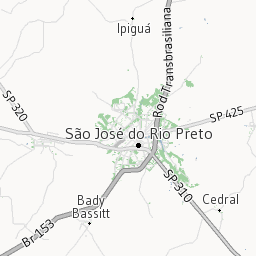 Ipiguá
Rod Transbrasiliana
SP 320
SP 425
São José do Rio Preto
SP 310
Bady
Bassitt
Cedral
Br 153